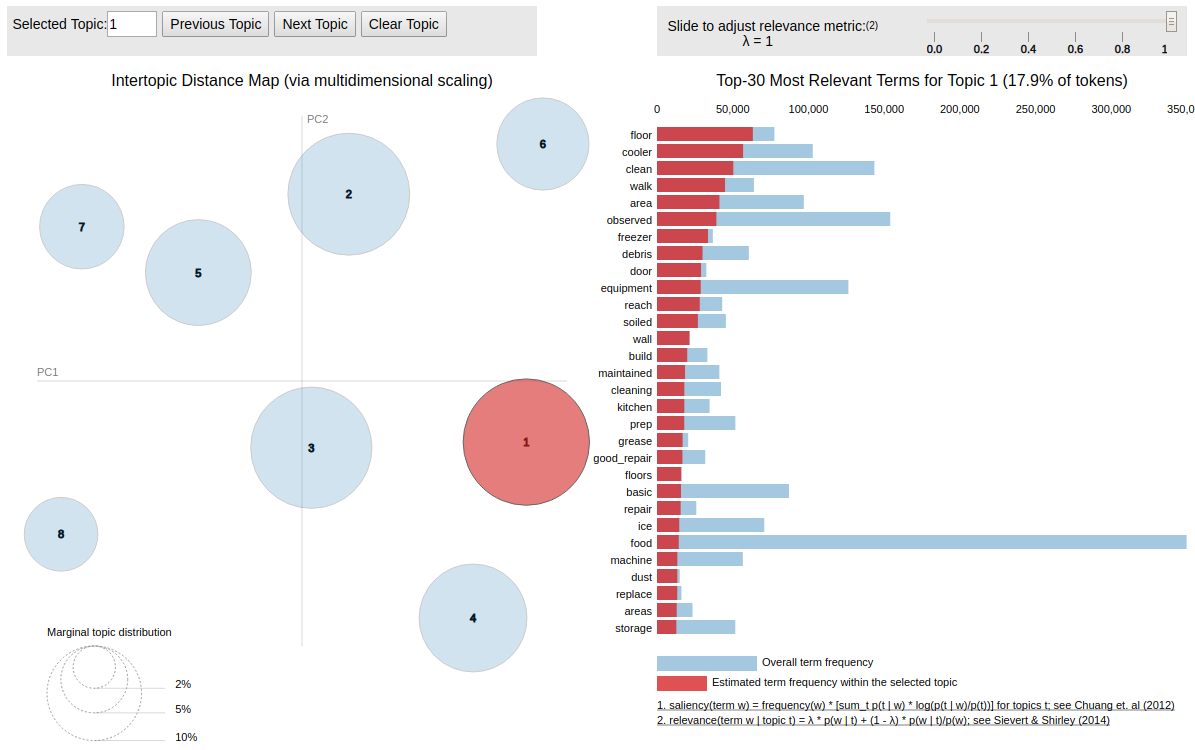 Selected Topic: 1 Previous Topic Next Topic Clear Topic
Slide to adjust relevance metric:(2)
λ = 1
0.0 0.2 0.4 0.6 0.8 1
Intertopic Distance Map (via multidimensional scaling)
PC2
PC1
6
2
7
5
3
1
8
4
Marginal topic distribution
2%
5%
10%
Top-30 Most Relevant Terms for Topic 1 (17.9% of tokens)
0 50,000 100,000 150,000 200,000 250,000 300,000 350,0
floor
cooler
clean
walk
area
observed
freezer
debris
door
equipment
reach
soiled
wall
build
maintained
cleaning
kitchen
prep
grease
good_repair
floors
basic
repair
ice
food
machine
dust
replace
areas
storage
Overall term frequency
Estimated term frequency within the selected topic
1. saliency(term w) = frequency(w) * [sum_t p(t | w) * log(p(t | w)/p(t))] for topics t; see Chuang et. al (2012)
2. relevance(term w | topic t) = λ * p(w | t) + (1 - λ) * p(w | t)/p(w); see Sievert & Shirley (2014)